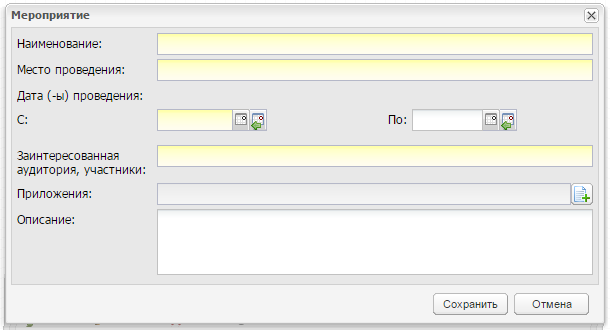 Мероприятие
Наименование:
Место проведения:
Дата (-ы) проведения:
С: По:
Заинтересованная
аудитория, участники:
Приложения:
Описание:
Сохранить Отмена